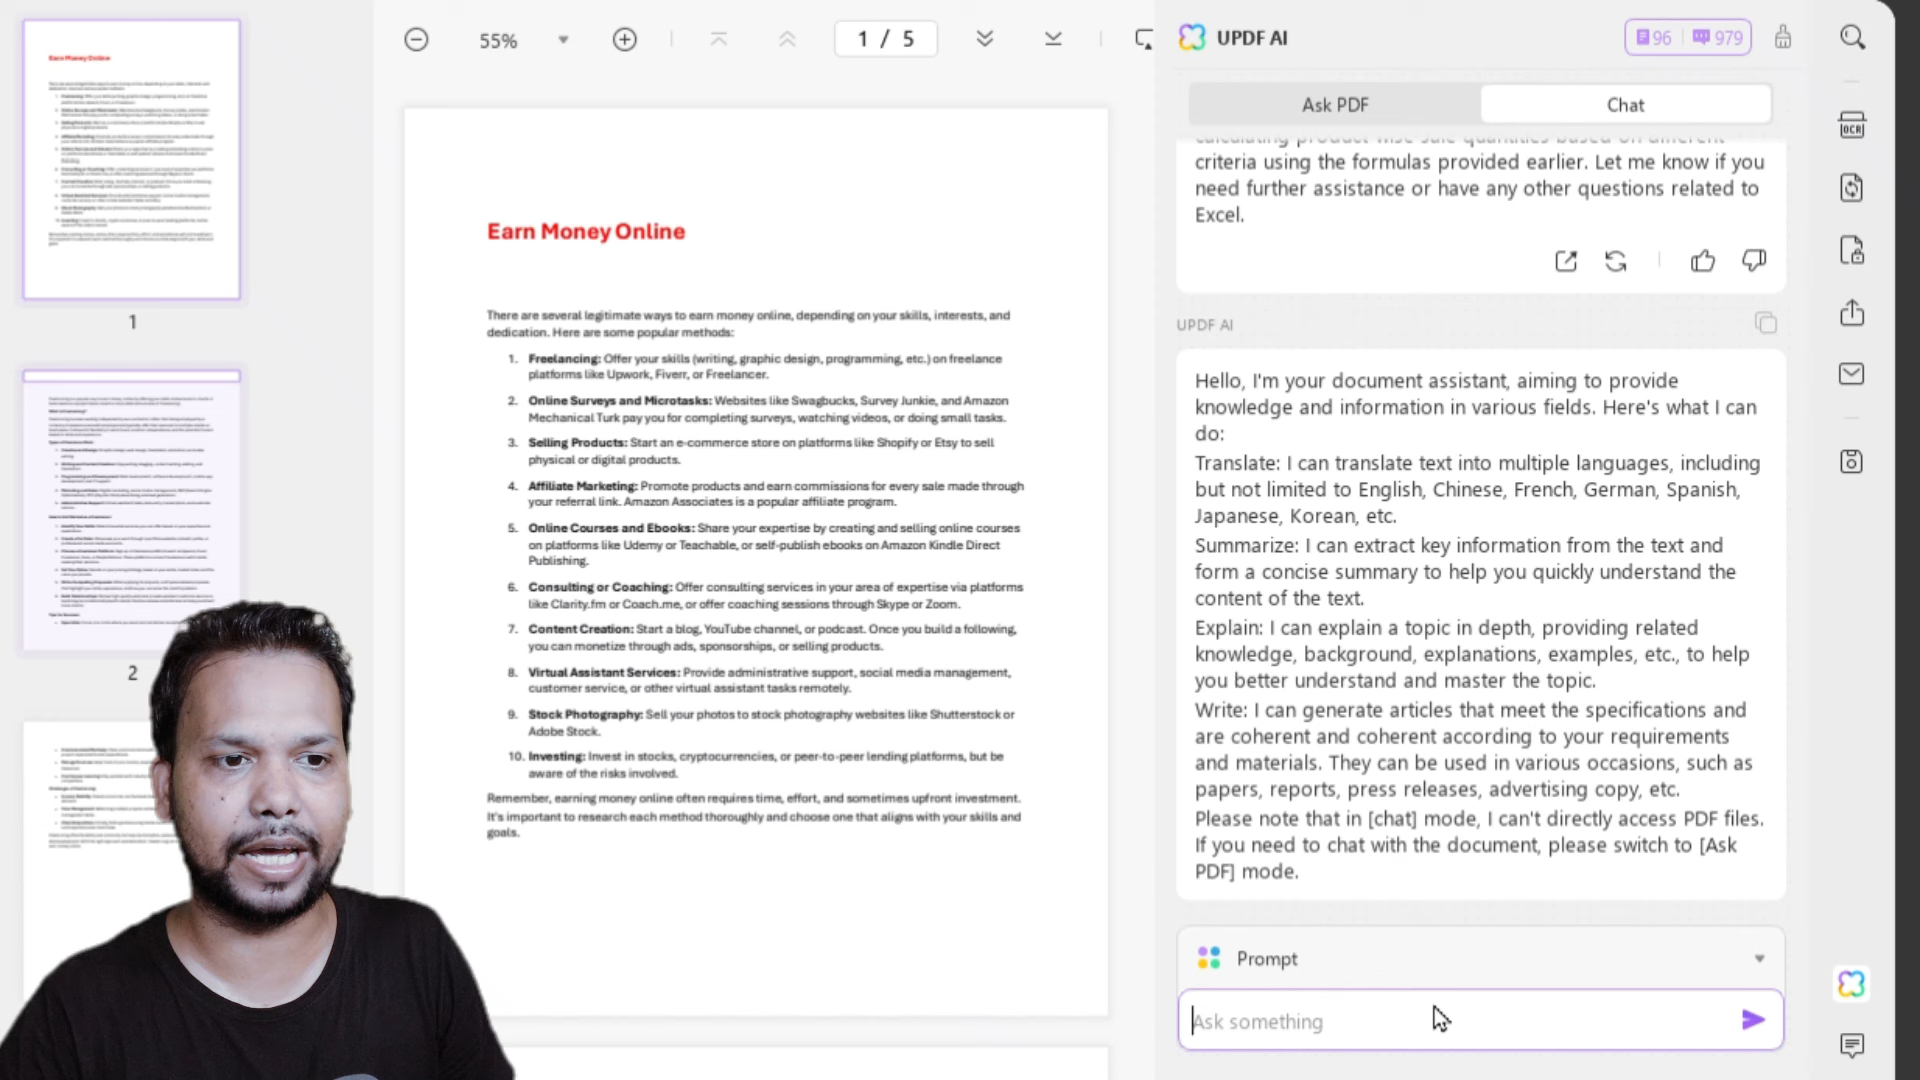 Earn Money Online
1
2
55%
1 / 5
Earn Money Online
There are several legitimate ways to earn money online, depending on your skills, interests, and
dedication. Here are some popular methods:
1. Freelancing: Offer your skills (writing, graphic design, programming, etc.) on freelance
platforms like Upwork, Fiverr, or Freelancer.
2. Online Surveys and Microtasks: Websites like Swagbucks, Survey Junkie, and Amazon
Mechanical Turk pay you for completing surveys, watching videos, or doing small tasks.
3. Selling Products: Start an e-commerce store on platforms like Shopify or Etsy to sell
physical or digital products.
4. Affiliate Marketing: Promote products and earn commissions for every sale made through
your referral link. Amazon Associates is a popular affiliate program.
5. Online Courses and Ebooks: Share your expertise by creating and selling online courses
on platforms like Udemy or Teachable, or self-publish ebooks on Amazon Kindle Direct
Publishing.
6. Consulting or Coaching: Offer consulting services in your area of expertise via platforms
like Clarity.fm or Coach.me, or offer coaching sessions through Skype or Zoom.
7. Content Creation: Start a blog, YouTube channel, or podcast. Once you build a following,
you can monetize through ads, sponsorships, or selling products.
8. Virtual Assistant Services: Provide administrative support, social media management,
customer service, or other virtual assistant tasks remotely.
9. Stock Photography: Sell your photos to stock photography websites like Shutterstock or
Adobe Stock.
10. Investing: Invest in stocks, cryptocurrencies, or peer-to-peer lending platforms, but be
aware of the risks involved.
Remember, earning money online often requires time, effort, and sometimes upfront investment.
It's important to research each method thoroughly and choose one that aligns with your skills and
goals.
UPDF AI
96 979
Ask PDF Chat
calculating product-wise sale quantities based on different
criteria using the formulas provided earlier. Let me know if you
need further assistance or have any other questions related to
Excel.
UPDF AI
Hello, I'm your document assistant, aiming to provide
knowledge and information in various fields. Here's what I can
do:
Translate: I can translate text into multiple languages, including
but not limited to English, Chinese, French, German, Spanish,
Japanese, Korean, etc.
Summarize: I can extract key information from the text and
form a concise summary to help you quickly understand the
content of the text.
Explain: I can explain a topic in depth, providing related
knowledge, background, explanations, examples, etc., to help
you better understand and master the topic.
Write: I can generate articles that meet the specifications and
are coherent and coherent according to your requirements
and materials. They can be used in various occasions, such as
papers, reports, press releases, advertising copy, etc.
Please note that in [chat] mode, I can't directly access PDF files.
If you need to chat with the document, please switch to [Ask
PDF] mode.
Prompt
Ask something
OCR